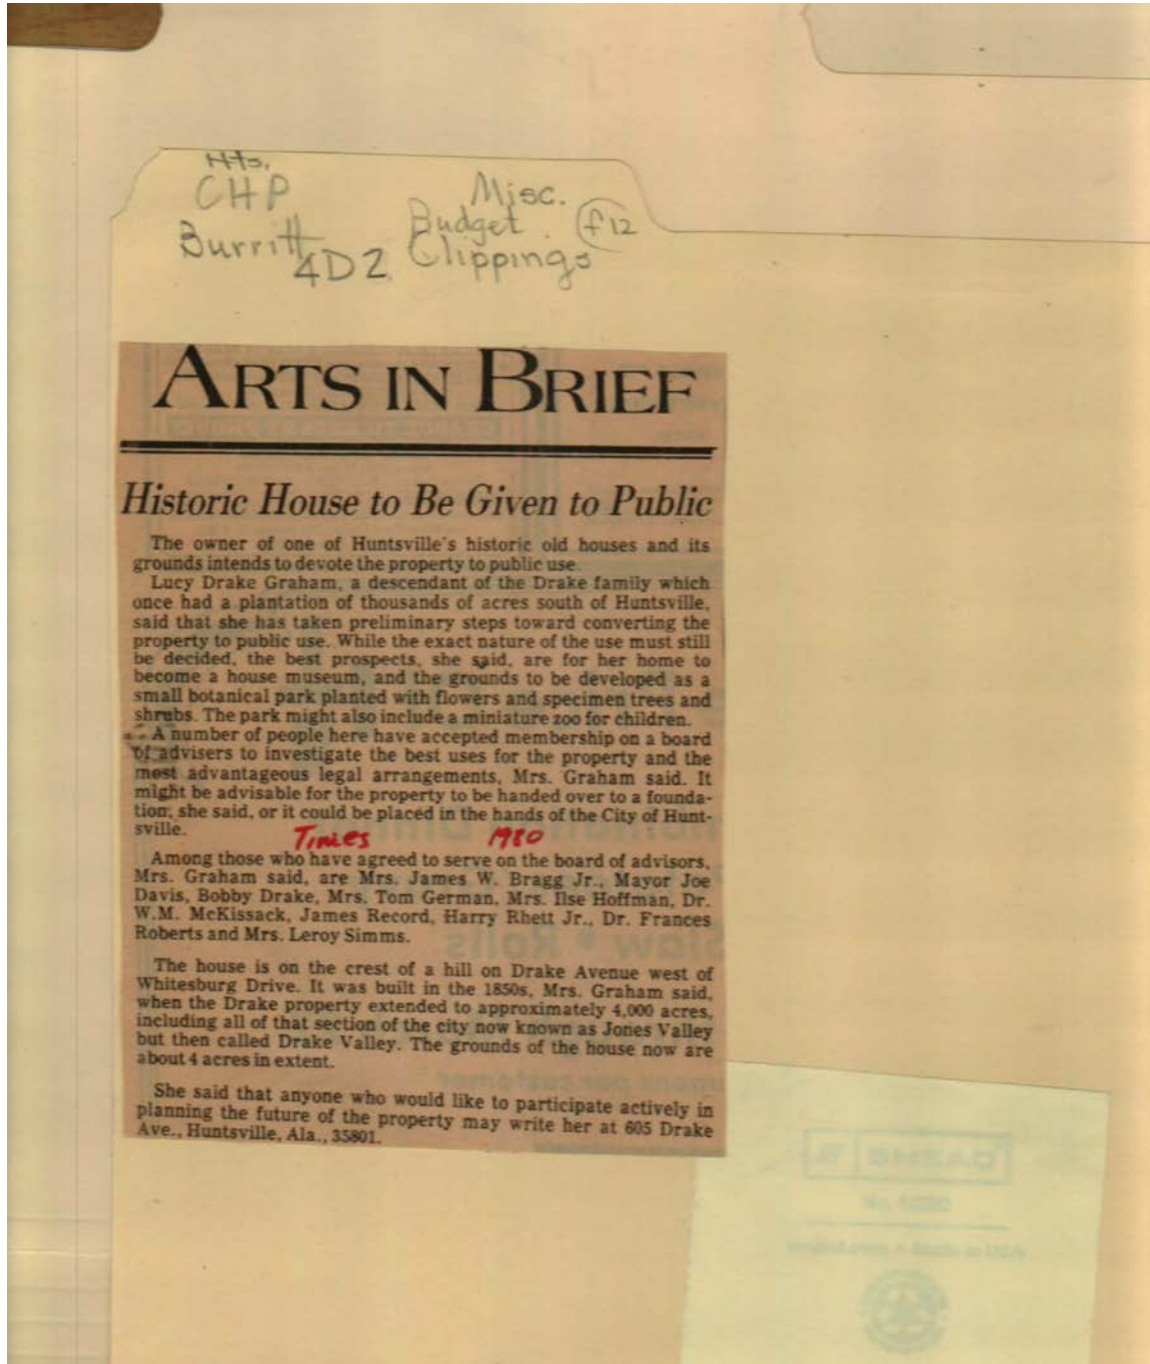 Hts.
CHP
Burritt
4D2
Misc.
Budget
f12
Clippings
ARTS IN BRIEF
Historic House to Be Given to Public
The owner of one of Huntsville's historic old houses and its
grounds intends to devote the property to public use.
Lucy Drake Graham, a descendant of the Drake family which
once had a plantation of thousands of acres south of Huntsville,
said that she has taken preliminary steps toward converting the
property to public use. While the exact nature of the use must still
be decided, the best prospects, she said, are for her home to
become a house museum, and the grounds to be developed as a
small botanical park planted with flowers and specimen trees and
shrubs. The park might also include a miniature zoo for children.
A number of people here have accepted membership on a board
of advisers to investigate the best uses for the property and the
most advantageous legal arrangements, Mrs. Graham said. It
might be advisable for the property to be handed over to a founda-
tion, she said, or it could be placed in the hands of the City of Hunt-
sville.
Times 1980
Among those who have agreed to serve on the board of advisors,
Mrs. Graham said, are Mrs. James W. Bragg Jr., Mayor Joe
Davis, Bobby Drake, Mrs. Tom German, Mrs. Ilse Hoffman, Dr.
W.M. McKissack, James Record, Harry Rhett Jr., Dr. Frances
Roberts and Mrs. Leroy Simms.
The house is on the crest of a hill on Drake Avenue west of
Whitesburg Drive. It was built in the 1850s, Mrs. Graham said,
when the Drake property extended to approximately 4,000 acres,
including all of that section of the city now known as Jones Valley
but then called Drake Valley. The grounds of the house now are
about 4 acres in extent.
She said that anyone who would like to participate actively in
planning the future of the property may write her at 605 Drake
Ave., Huntsville, Ala., 35801.